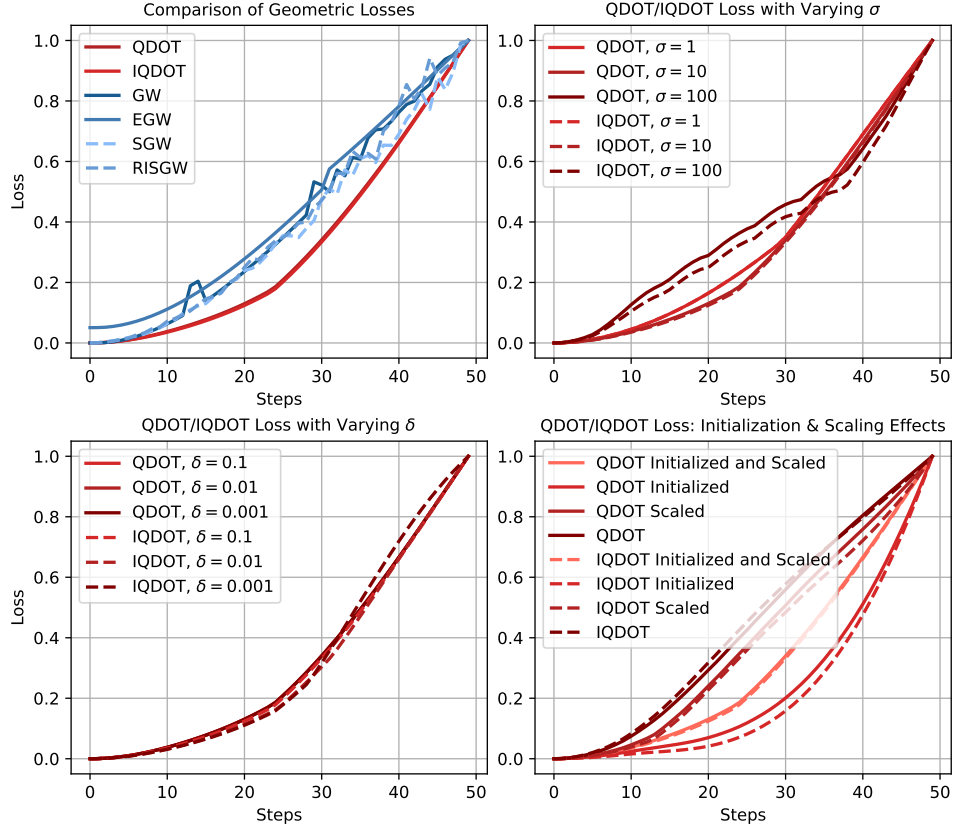 Comparison of Geometric Losses
QDOT
IQDOT
GW
EGW
SGW
RISGW
Loss
1.0
0.8
0.6
0.4
0.2
0.0
0 10 20 30 40 50
Steps
QDOT/IQDOT Loss with Varying σ
QDOT, σ = 1
QDOT, σ = 10
QDOT, σ = 100
IQDOT, σ = 1
IQDOT, σ = 10
IQDOT, σ = 100
1.0
0.8
0.6
0.4
0.2
0.0
0 10 20 30 40 50
Steps
QDOT/IQDOT Loss with Varying δ
QDOT, δ = 0.1
QDOT, δ = 0.01
QDOT, δ = 0.001
IQDOT, δ = 0.1
IQDOT, δ = 0.01
IQDOT, δ = 0.001
Loss
1.0
0.8
0.6
0.4
0.2
0.0
0 10 20 30 40 50
Steps
QDOT/IQDOT Loss: Initialization & Scaling Effects
QDOT Initialized and Scaled
QDOT Initialized
QDOT Scaled
QDOT
IQDOT Initialized and Scaled
IQDOT Initialized
IQDOT Scaled
IQDOT
1.0
0.8
0.6
0.4
0.2
0.0
0 10 20 30 40 50
Steps